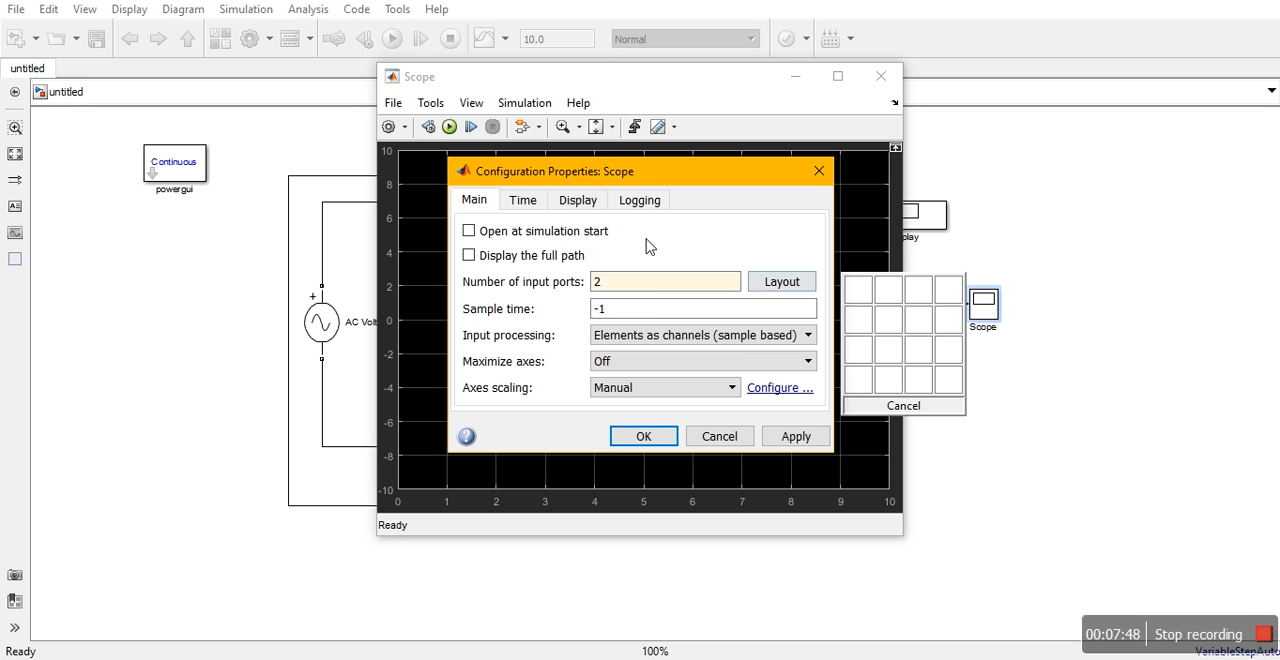 File Edit View Display Diagram Simulation Analysis Code Tools Help
10.0 Normal
untitled
untitled
Continuous
powergui
+
AC Volt
Scope
File Tools View Simulation Help
10
8
6
4
2
0
-2
-4
-6
-8
-10
0 1 2 3 4 5 6 7 8 9 10
Ready
Configuration Properties: Scope
Main Time Display Logging
Open at simulation start
Display the full path
Number of input ports: 2 Layout
Sample time: -1
Input processing: Elements as channels (sample based)
Maximize axes: Off
Axes scaling: Manual Configure ...
? OK Cancel Apply
play
Scope
Cancel
00:07:48 Stop recording
Ready 100% VariableStepAuto